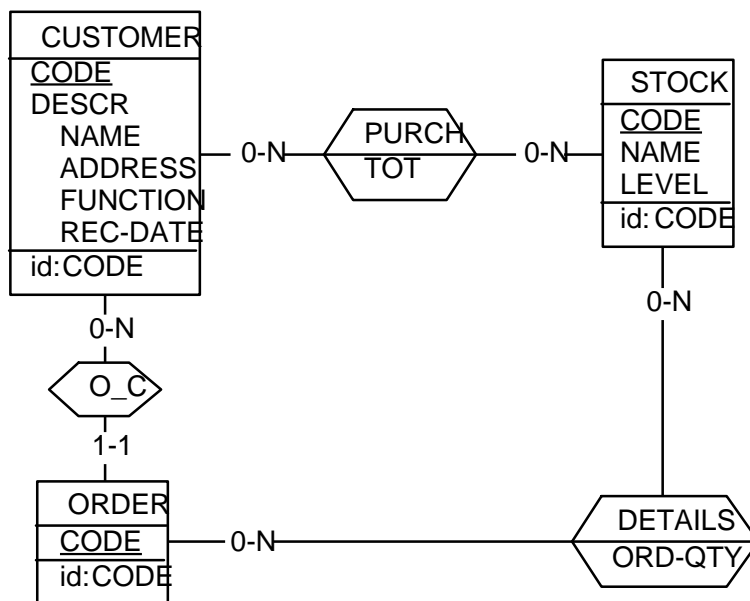 CUSTOMER
CODE
DESCR
NAME
ADDRESS
FUNCTION
REC-DATE
id:CODE
0-N
PURCH
TOT
0-N
STOCK
CODE
NAME
LEVEL
id:CODE
0-N
O_C
1-1
0-N
ORDER
CODE
id:CODE
0-N
DETAILS
ORD-QTY